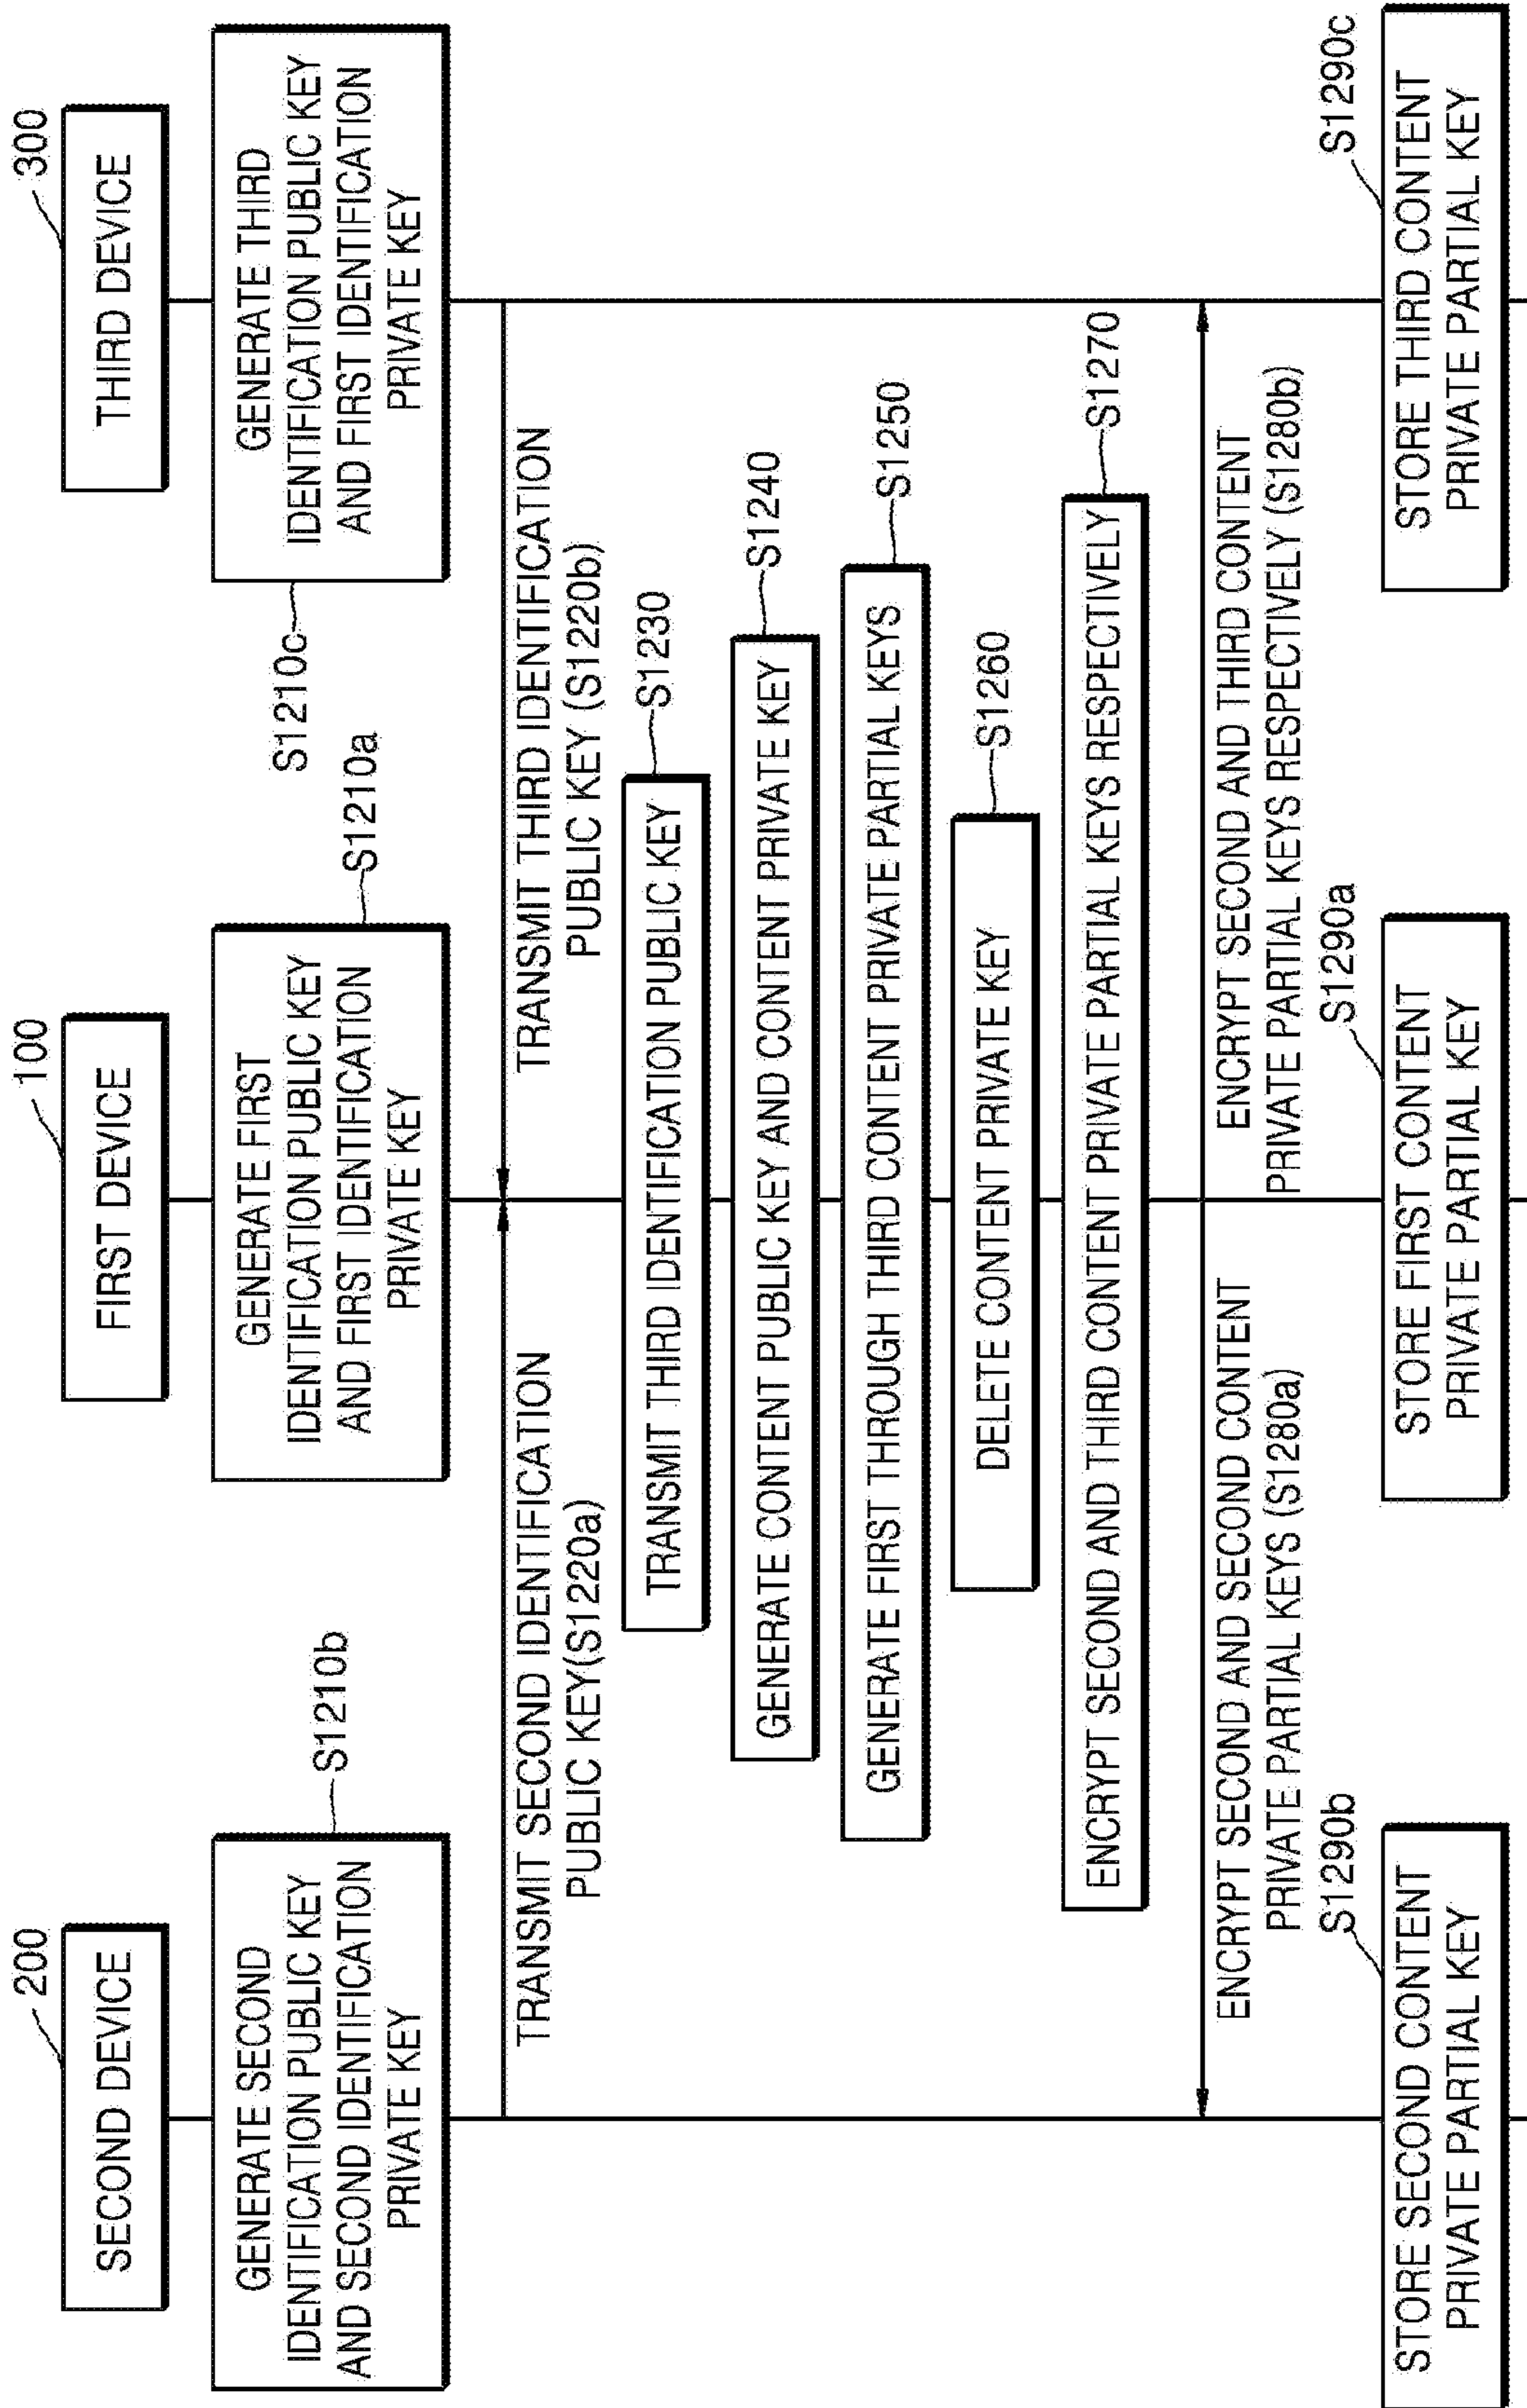 200
SECOND DEVICE
100
FIRST DEVICE
300
THIRD DEVICE
GENERATE SECOND
IDENTIFICATION PUBLIC KEY
AND SECOND IDENTIFICATION
PRIVATE KEY
S1210b
GENERATE FIRST
IDENTIFICATION PUBLIC KEY
AND FIRST IDENTIFICATION
PRIVATE KEY
S1210a
S1210c
GENERATE THIRD
IDENTIFICATION PUBLIC KEY
AND FIRST IDENTIFICATION
PRIVATE KEY
TRANSMIT SECOND IDENTIFICATION
PUBLIC KEY(S1220a)
TRANSMIT THIRD IDENTIFICATION
PUBLIC KEY (S1220b)
TRANSMIT THIRD IDENTIFICATION PUBLIC KEY
S1230
GENERATE CONTENT PUBLIC KEY AND CONTENT PRIVATE KEY
S1240
GENERATE FIRST THROUGH THIRD CONTENT PRIVATE PARTIAL KEYS
S1250
DELETE CONTENT PRIVATE KEY
S1260
ENCRYPT SECOND AND THIRD CONTENT PRIVATE PARTIAL KEYS RESPECTIVELY
S1270
ENCRYPT SECOND AND SECOND CONTENT
PRIVATE PARTIAL KEYS (S1280a)
ENCRYPT SECOND AND THIRD CONTENT
PRIVATE PARTIAL KEYS RESPECTIVELY (S1280b)
S1290b
STORE SECOND CONTENT
PRIVATE PARTIAL KEY
S1290a
STORE FIRST CONTENT
PRIVATE PARTIAL KEY
S1290c
STORE THIRD CONTENT
PRIVATE PARTIAL KEY